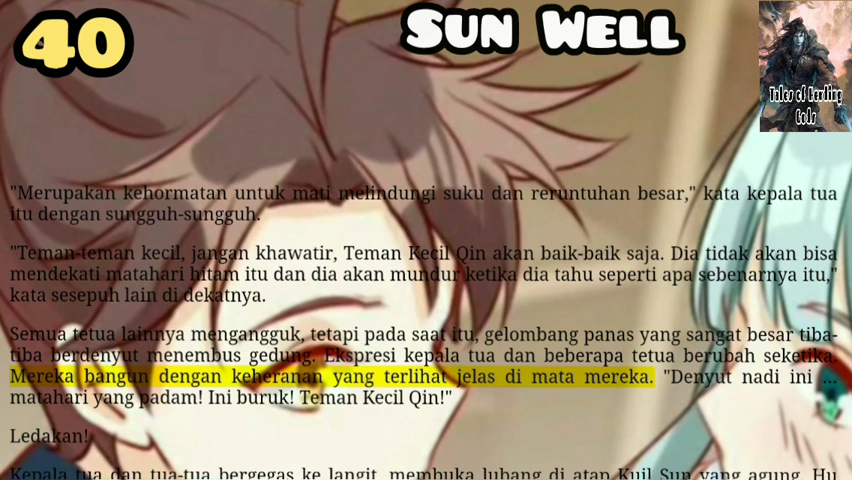 40
Sun Well
Tales of Herding
Gods
"Merupakan kehormatan untuk mati melindungi suku dan reruntuhan besar," kata kepala tua
itu dengan sungguh-sungguh.
"Teman-teman kecil, jangan khawatir, Teman Kecil Qin akan baik-baik saja. Dia tidak akan bisa
mendekati matahari hitam itu dan dia akan mundur ketika dia tahu seperti apa sebenarnya itu,"
kata sesepuh lain di dekatnya.
Semua tetua lainnya mengangguk, tetapi pada saat itu, gelombang panas yang sangat besar tiba-
tiba berdenyut menembus gedung. Ekspresi kepala tua dan beberapa tetua berubah seketika.
Mereka bangun dengan keheranan yang terlihat jelas di mata mereka. "Denyut nadi ini ...
matahari yang padam! Ini buruk! Teman Kecil Qin!"
Ledakan!
Kepala tua dan tua-tua bergegas ke langit, membuka lubang di atap Kuil Sun yang agung. Hu